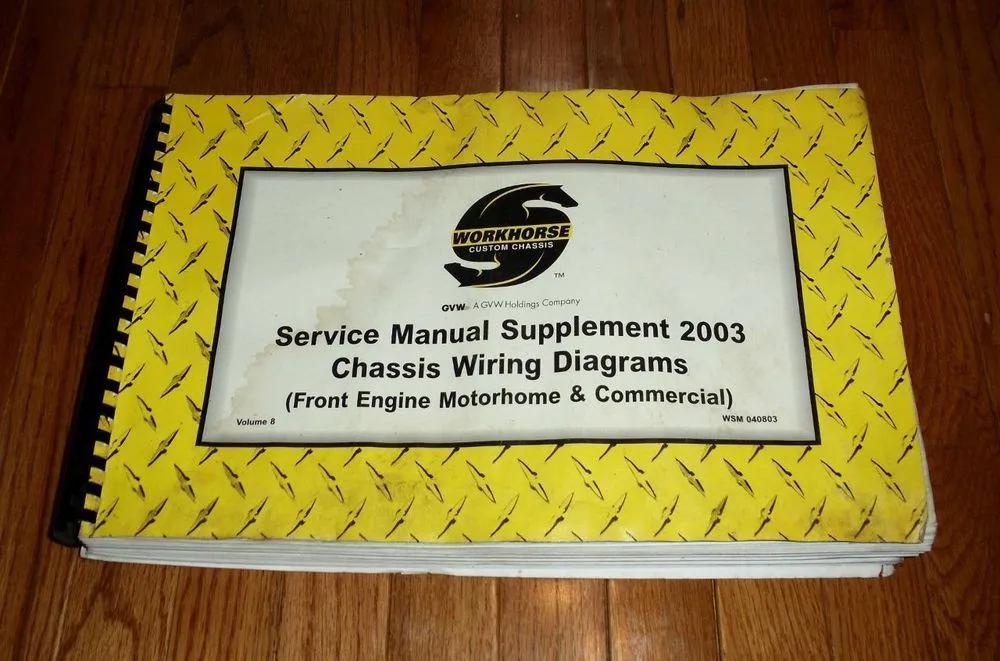 WORKHORSE
CUSTOM CHASSIS
TM
GVW A GVW Holdings Company
Service Manual Supplement 2003
Chassis Wiring Diagrams
(Front Engine Motorhome & Commercial)
Volume 8
WSM 040803